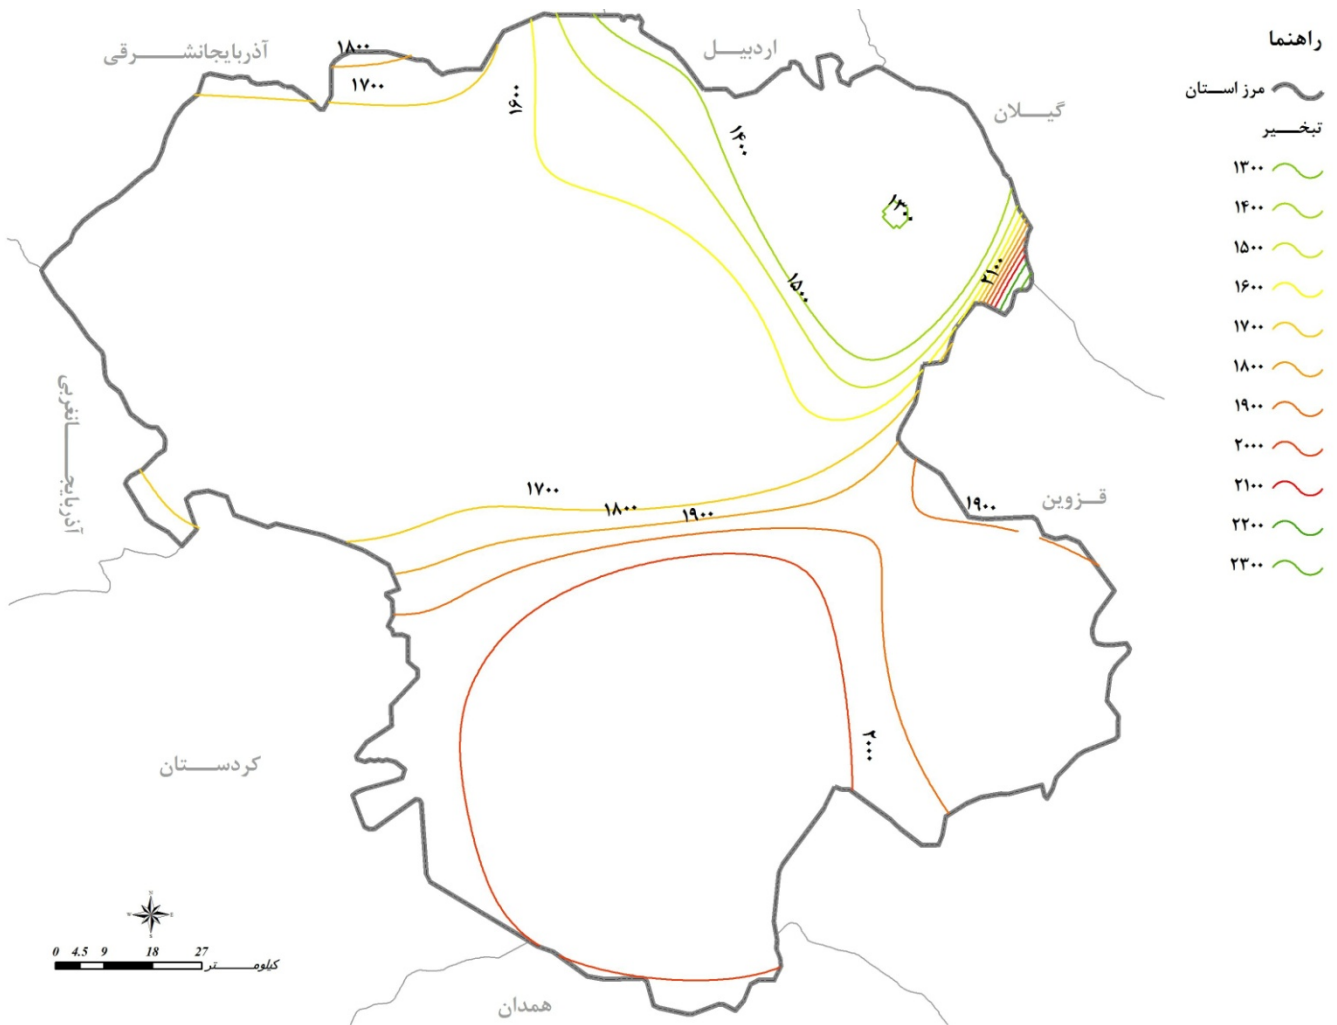 راهنما
مرز استان
تبخیر
۱۳۰۰
۱۴۰۰
۱۵۰۰
۱۶۰۰
۱۷۰۰
۱۸۰۰
۱۹۰۰
۲۰۰۰
۲۱۰۰
۲۲۰۰
۲۳۰۰
آذربایجانشرقی
اردبیل
گیلان
۱۸۰۰
۱۷۰۰
۱۶۰۰
۱۴۰۰
۱۳۰۰
۲۱۰۰
۱۵۰۰
آذربایجانغربی
قزوین
۱۷۰۰
۱۸۰۰
۱۹۰۰
۱۹۰۰
۲۰۰۰
کردستان
همدان
N
W E
S
0 4.5 9 18 27
کیلومتر